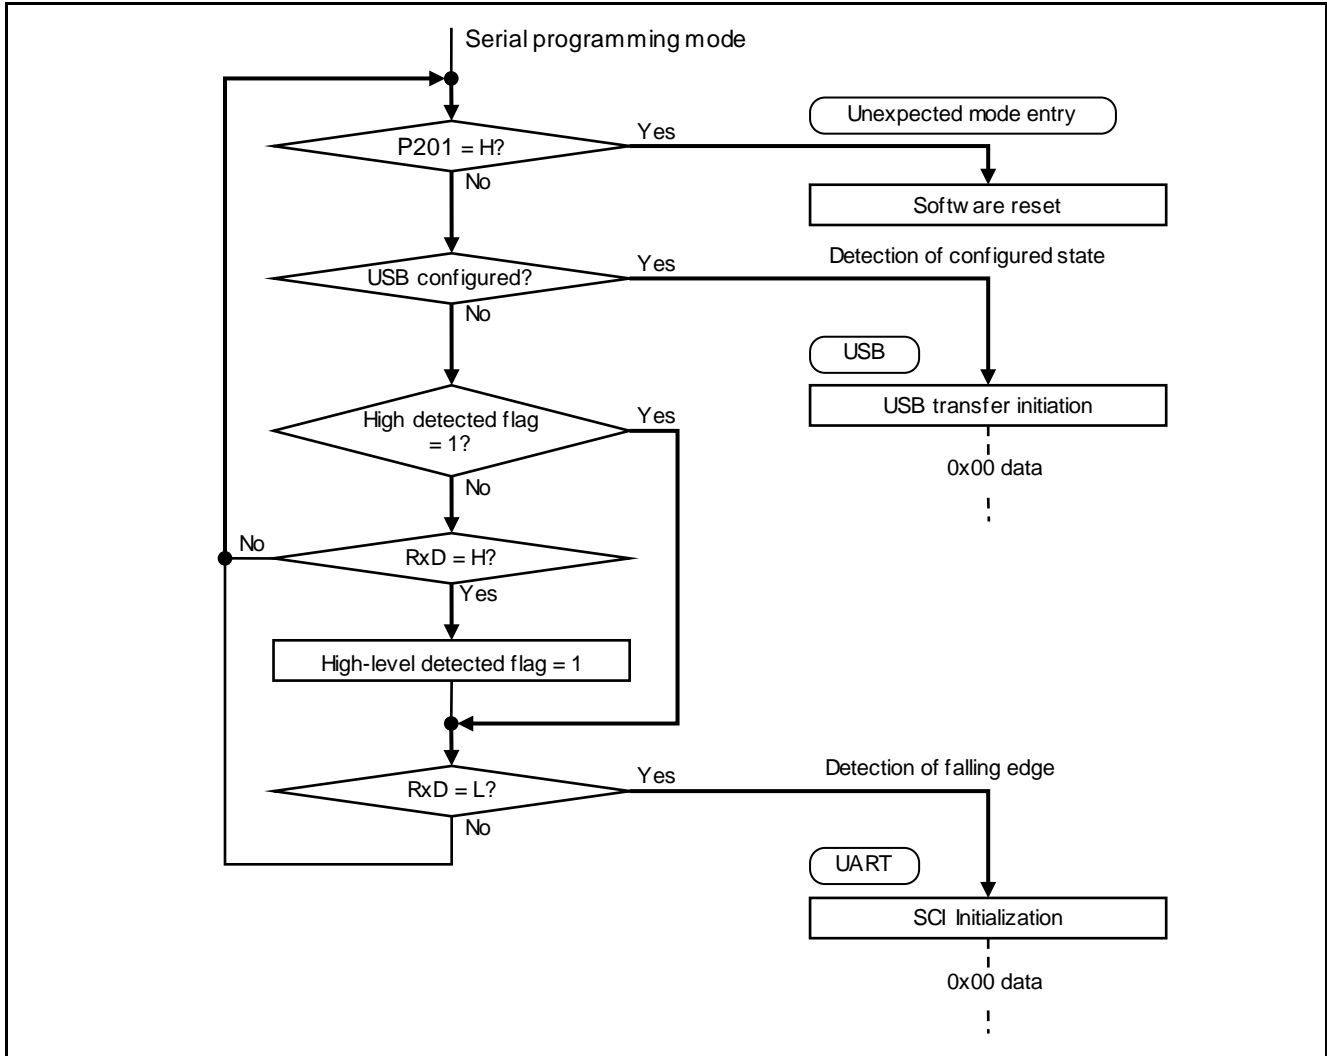 Serial programming mode
Unexpected mode entry
Yes
P201 = H?
No
Software reset
Detection of configured state
Yes
USB configured?
No
USB
Yes
High detected flag
= 1?
USB transfer initiation
0x00 data
No
No
RxD = H?
Yes
High-level detected flag = 1
Detection of falling edge
Yes
RxD = L?
No
UART
SCI Initialization
0x00 data